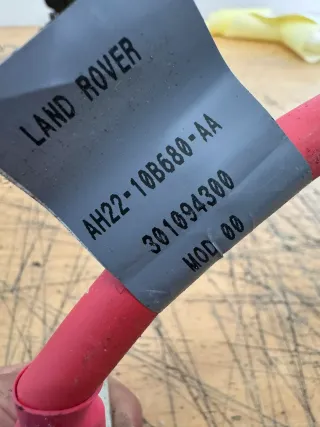 LAND ROVER
AH22-10B680-AA
301094300
MOD 00